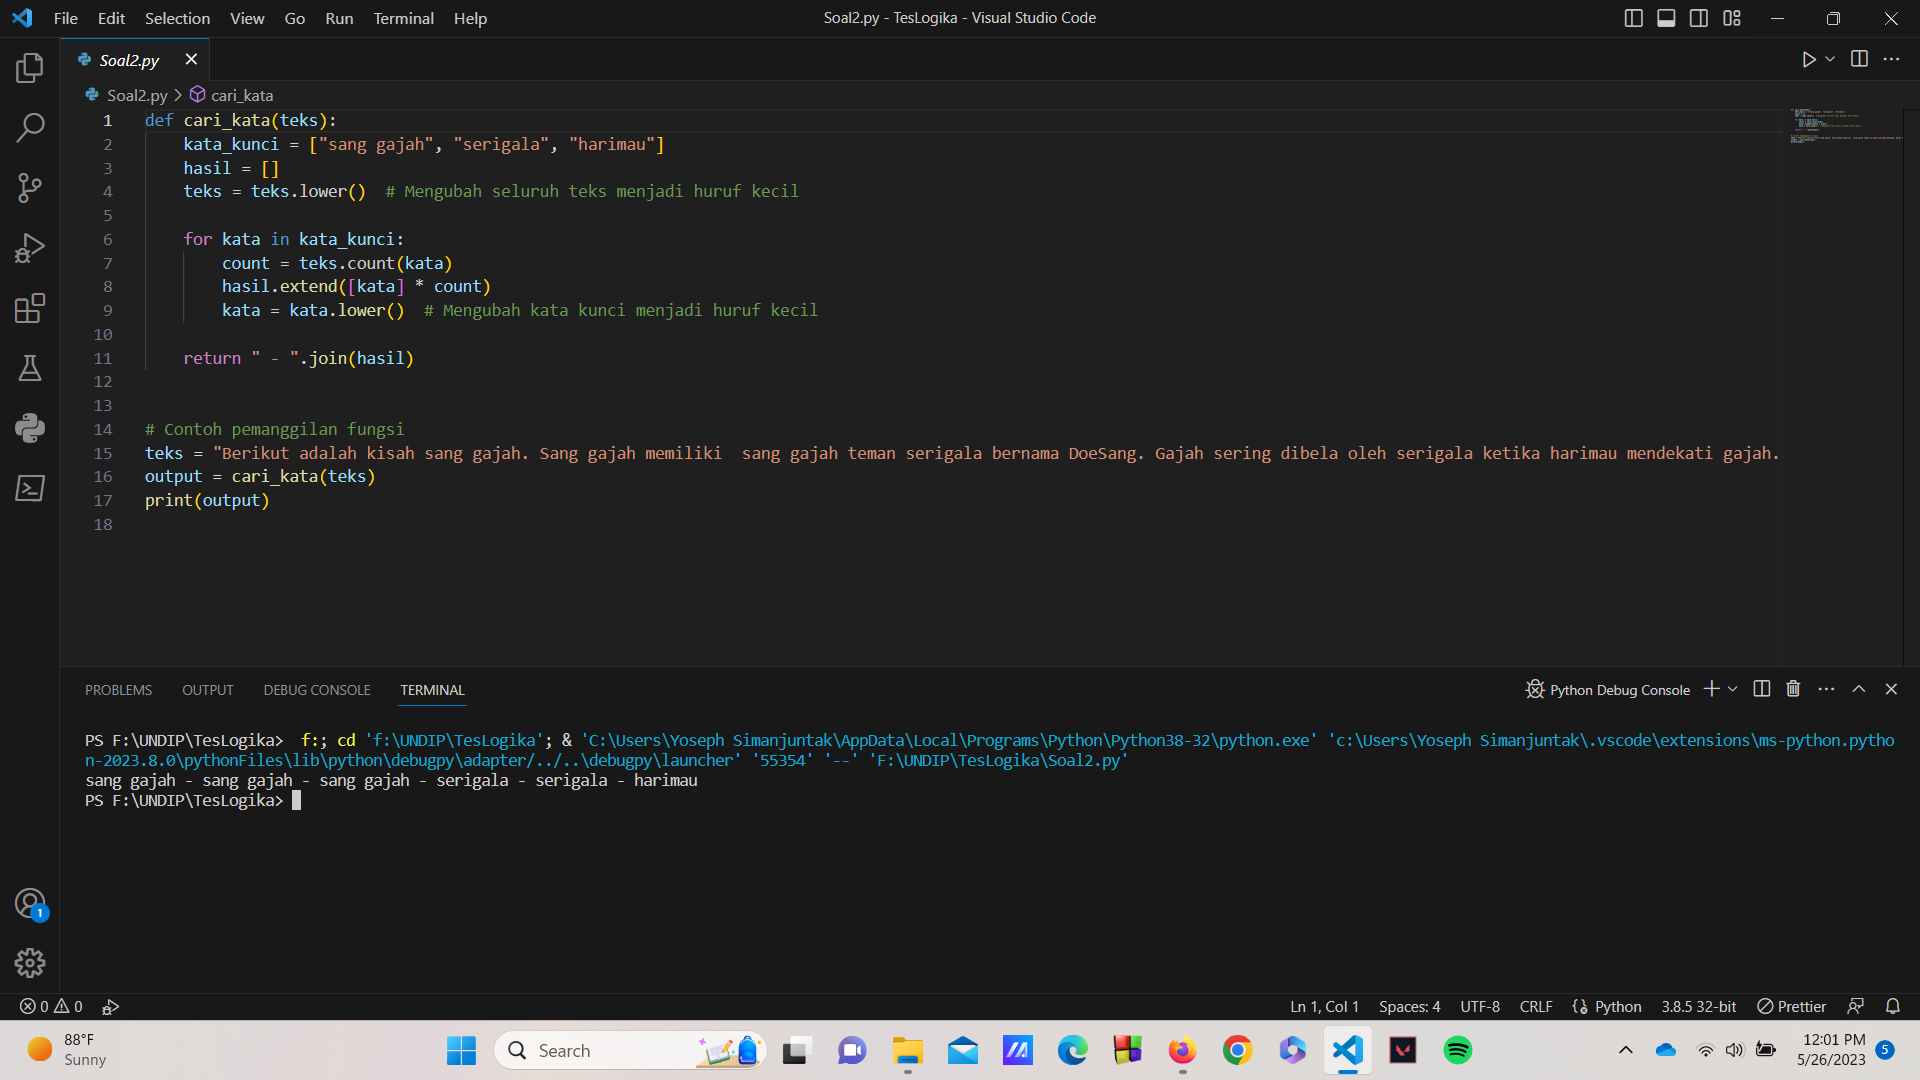 File Edit Selection View Go Run Terminal Help
Soal2.py - TesLogika - Visual Studio Code
Soal2.py
Soal2.py > cari_kata
1 def cari_kata(teks):
2 kata_kunci = ["sang gajah", "serigala", "harimau"]
3 hasil = []
4 teks = teks.lower() # Mengubah seluruh teks menjadi huruf kecil
5
6 for kata in kata_kunci:
7 count = teks.count(kata)
8 hasil.extend([kata] * count)
9 kata = kata.lower() # Mengubah kata kunci menjadi huruf kecil
10
11 return " - ".join(hasil)
12
13
14 # Contoh pemanggilan fungsi
15 teks = "Berikut adalah kisah sang gajah. Sang gajah memiliki  sang gajah teman serigala bernama DoeSang. Gajah sering dibela oleh serigala ketika harimau mendekati gajah.
16 output = cari_kata(teks)
17 print(output)
18
PROBLEMS OUTPUT DEBUG CONSOLE TERMINAL
Python Debug Console
PS F:\UNDIP\TesLogika>  f:; cd 'f:\UNDIP\TesLogika'; & 'C:\Users\Yoseph Simanjuntak\AppData\Local\Programs\Python\Python38-32\python.exe' 'c:\Users\Yoseph Simanjuntak\.vscode\extensions\ms-python.pytho
n-2023.8.0\pythonFiles\lib\python\debugpy\adapter/../..\debugpy\launcher' '55354' '--' 'F:\UNDIP\TesLogika\Soal2.py'
sang gajah - sang gajah - sang gajah - serigala - serigala - harimau
PS F:\UNDIP\TesLogika>
1
0 0
Ln 1, Col 1 Spaces: 4 UTF-8 CRLF Python 3.8.5 32-bit Prettier
88°F
Sunny
Search
12:01 PM
5/26/2023
5